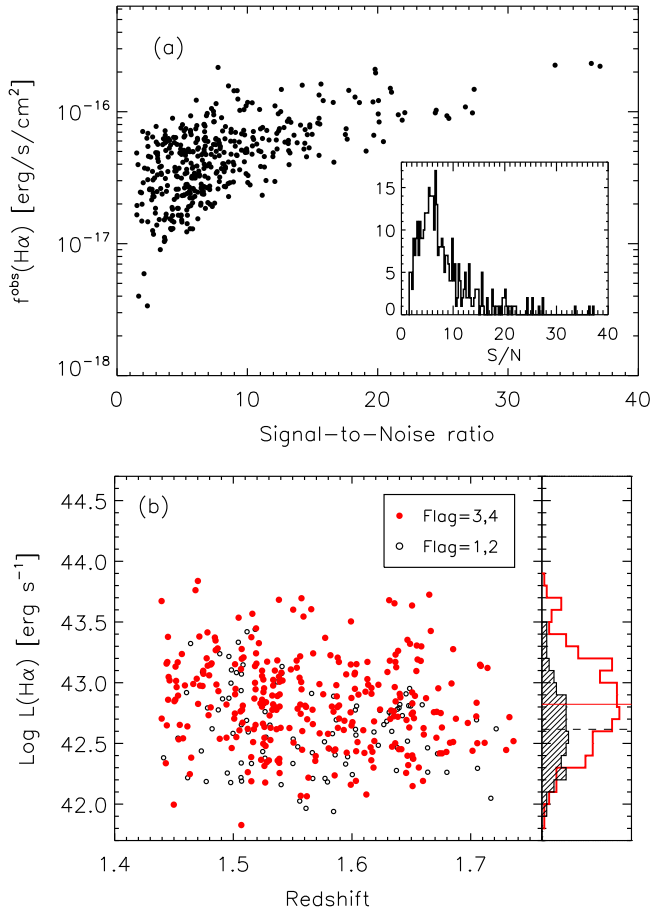 (a)
f^obs(Hα) [erg/s/cm²]
10⁻¹⁶
10⁻¹⁷
10⁻¹⁸
15
10
5
0
0 10 20 30 40
S/N
0 10 20 30 40
Signal-to-Noise ratio
(b)
Flag=3,4
Flag=1,2
Log L(Hα) [erg s⁻¹]
44.5
44.0
43.5
43.0
42.5
42.0
1.4 1.5 1.6 1.7
Redshift